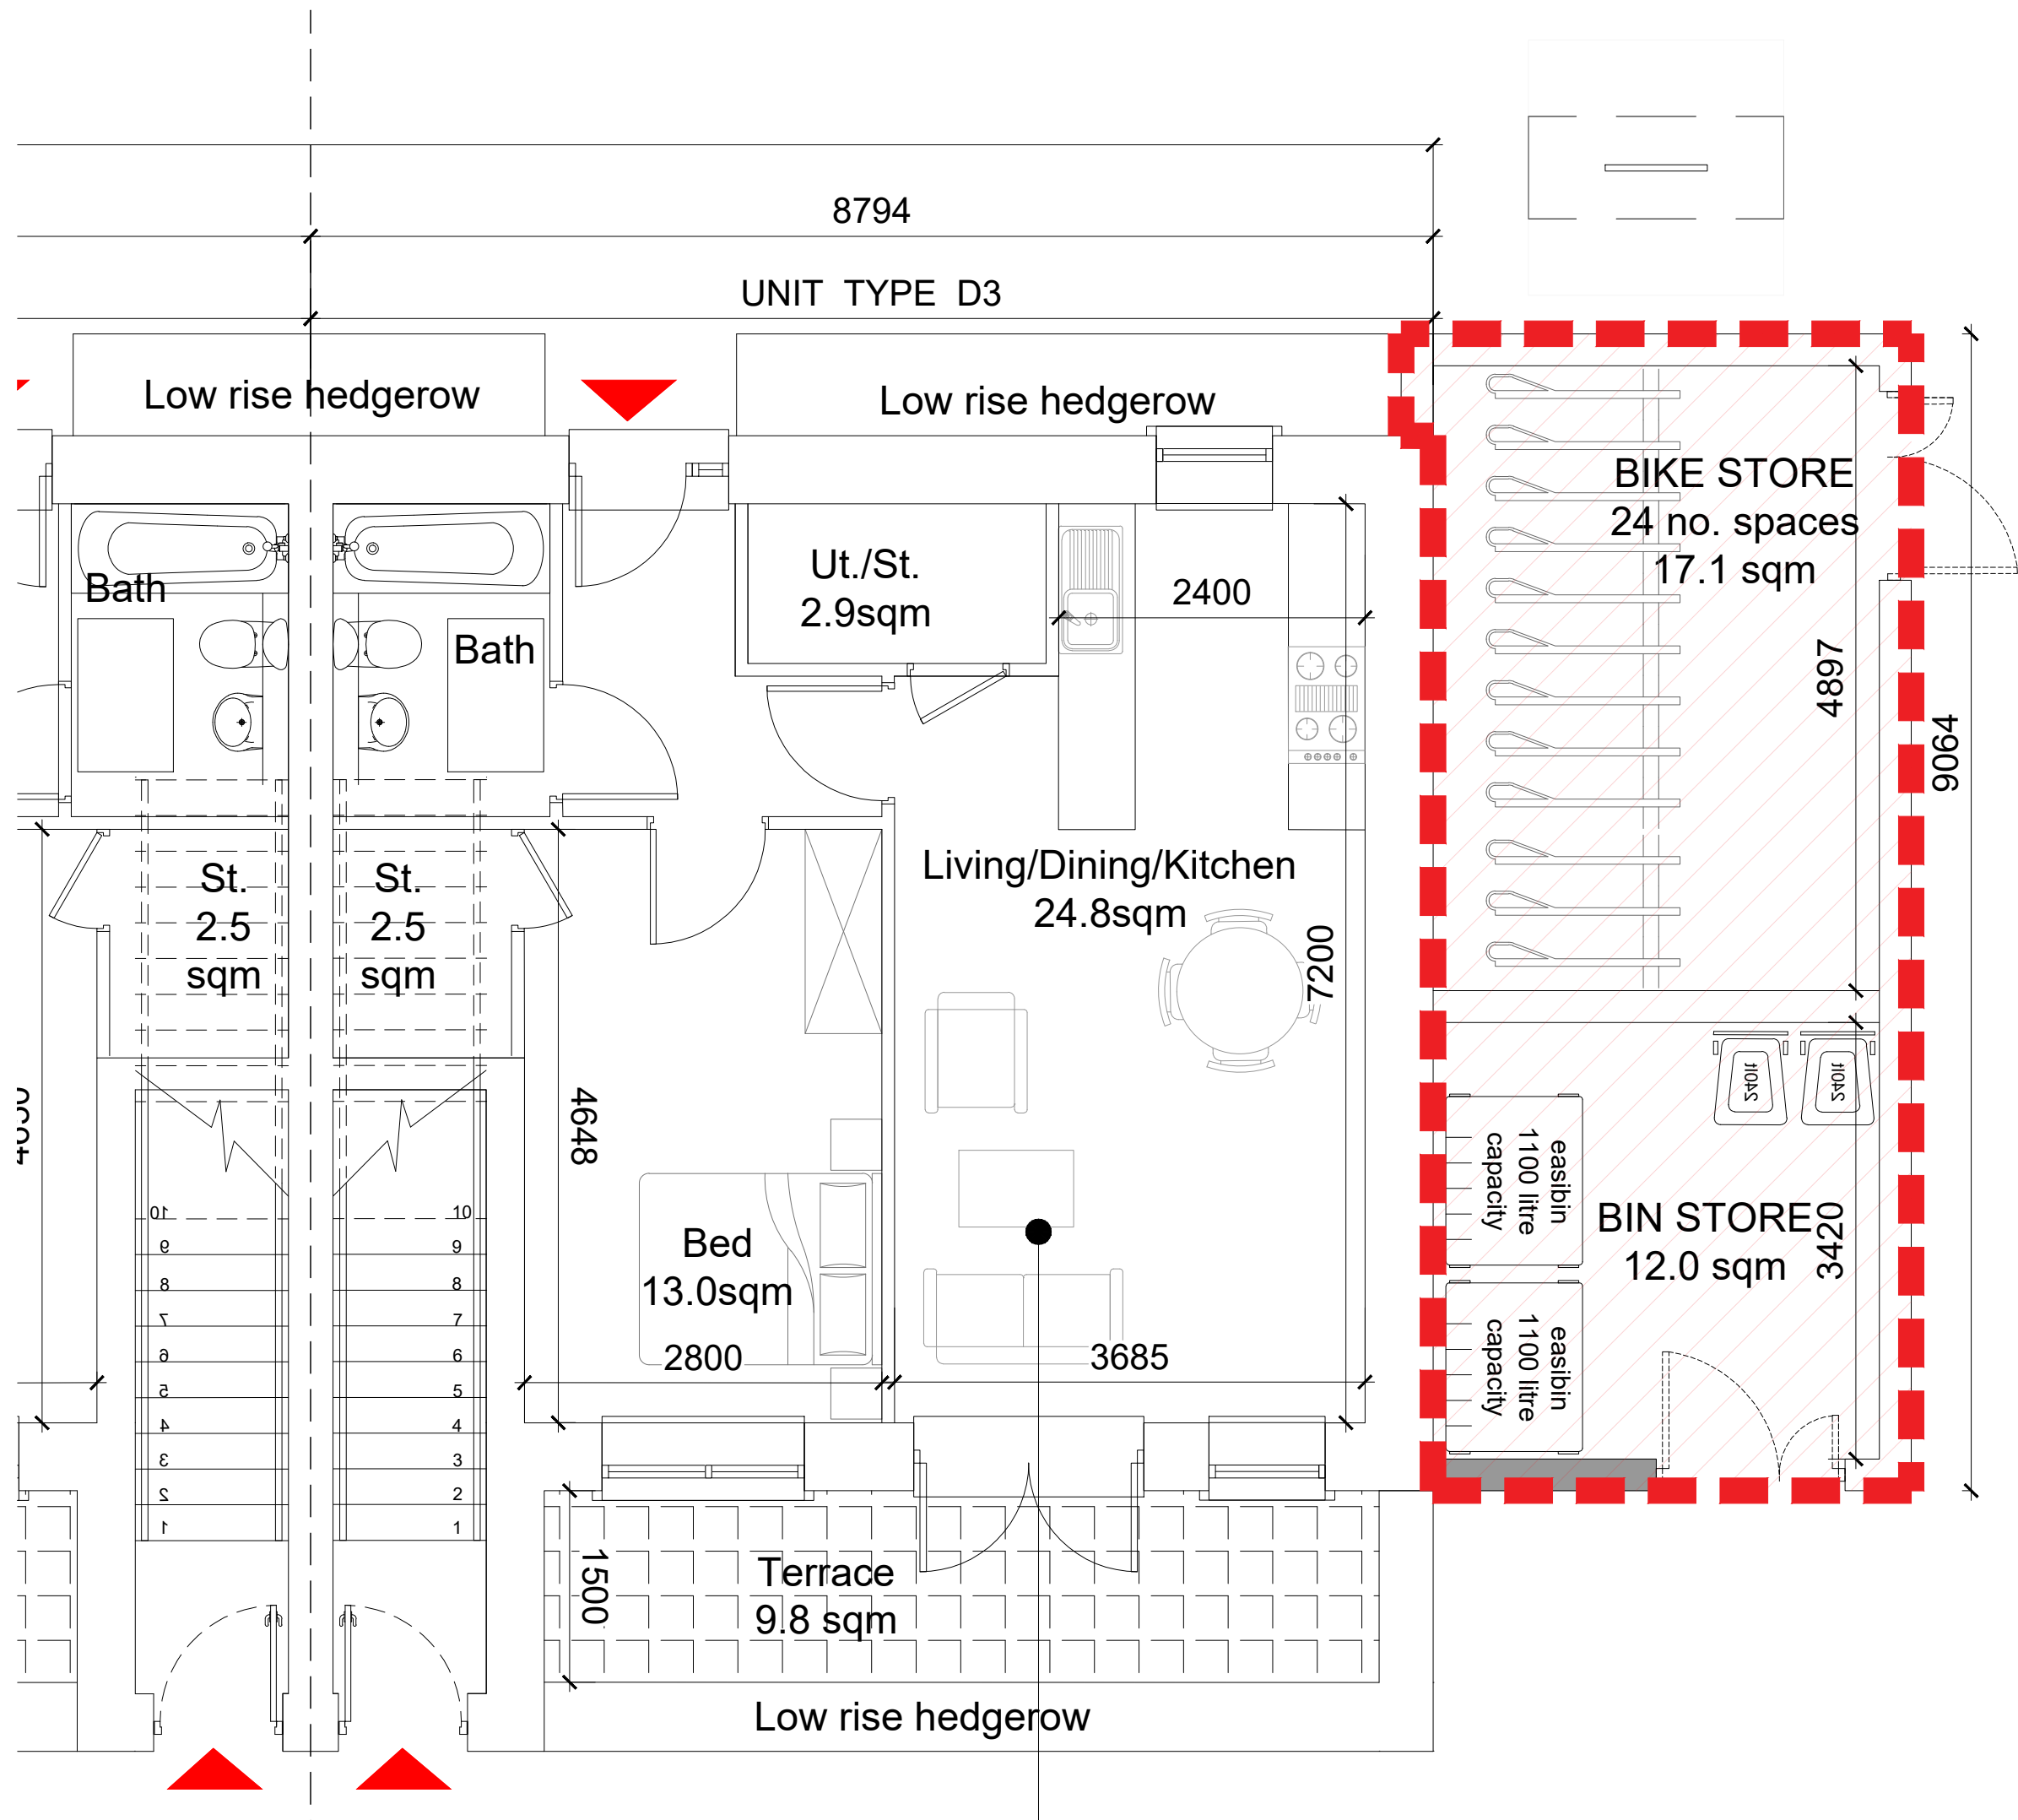 8794
UNIT TYPE D3
Low rise hedgerow
Low rise hedgerow
BIKE STORE
24 no. spaces
17.1 sqm
Bath
Bath
Ut./St.
2.9sqm
2400
4897
9064
St.
2.5
sqm
St.
2.5
sqm
Living/Dining/Kitchen
24.8sqm
7200
4648
240lt
240lt
easibin
1100 litre
capacity
easibin
1100 litre
capacity
BIN STORE
12.0 sqm
3420
Bed
13.0sqm
2800
3685
10
9
8
7
6
5
4
3
2
1
10
9
8
7
6
5
4
3
2
1
1500
Terrace
9.8 sqm
Low rise hedgerow